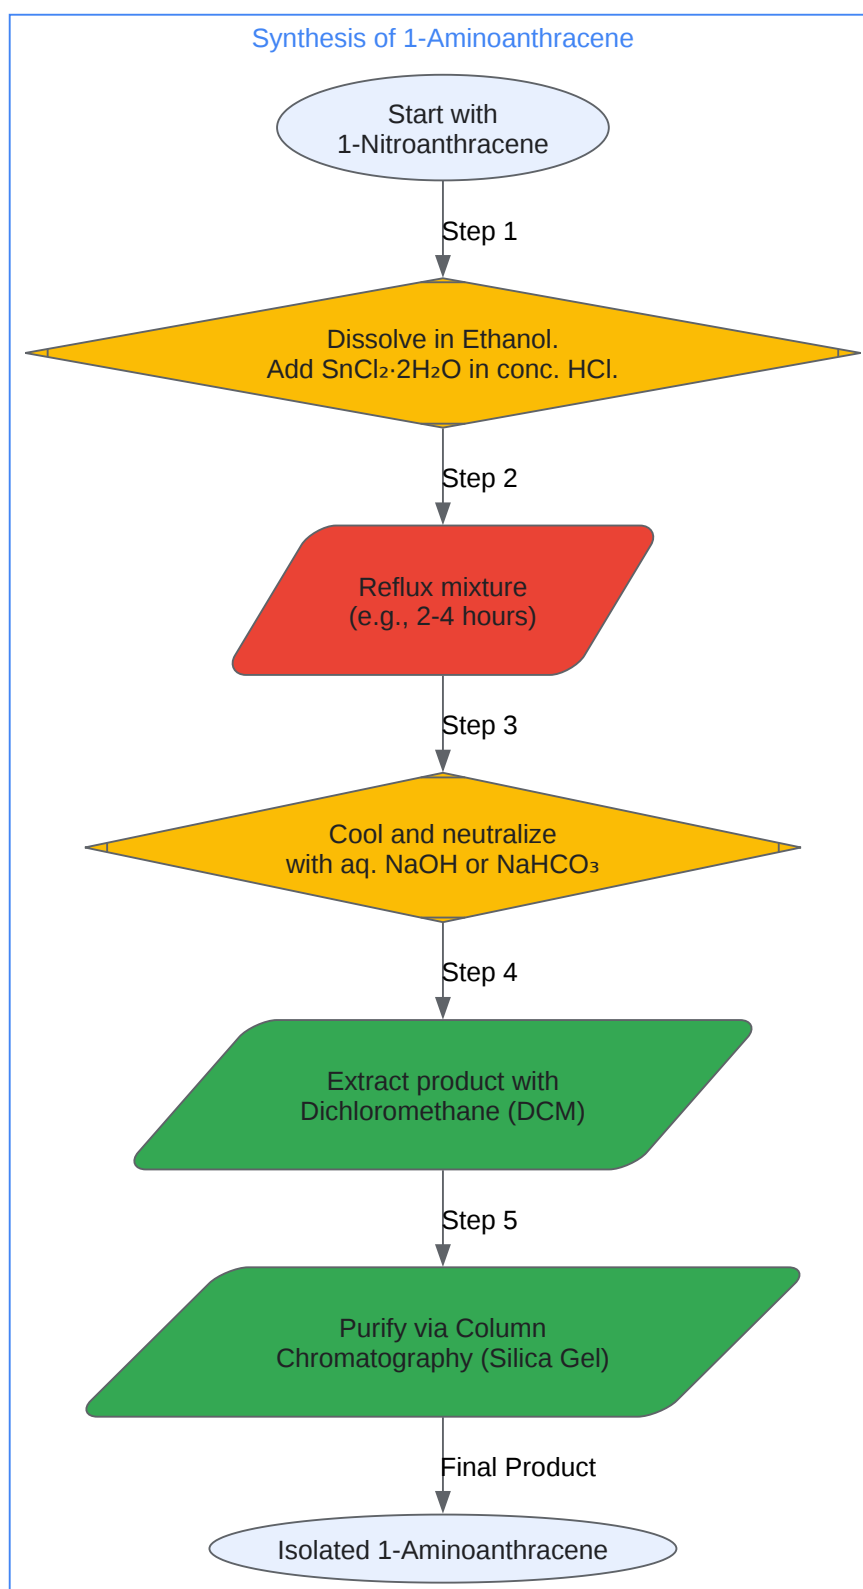 Synthesis of 1-Aminoanthracene
Start with
1-Nitroanthracene
Step 1
Dissolve in Ethanol.
Add SnCl₂·2H₂O in conc. HCl.
Step 2
Reflux mixture
(e.g., 2-4 hours)
Step 3
Cool and neutralize
with aq. NaOH or NaHCO₃
Step 4
Extract product with
Dichloromethane (DCM)
Step 5
Purify via Column
Chromatography (Silica Gel)
Final Product
Isolated 1-Aminoanthracene